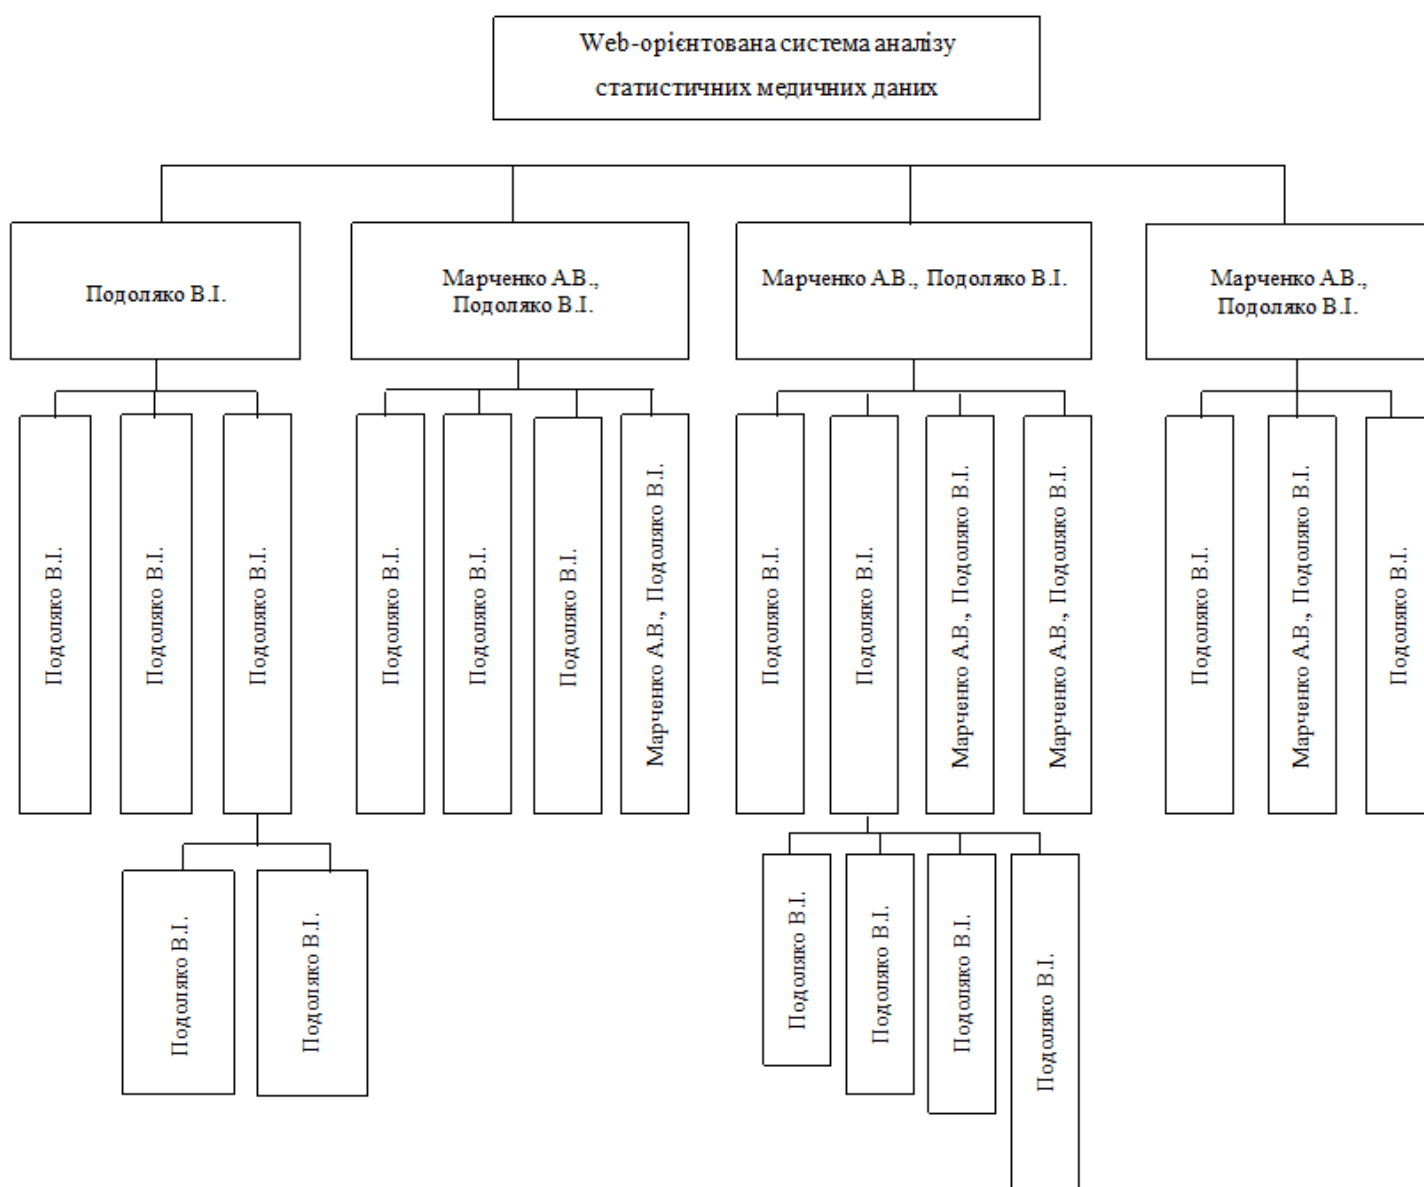 Web-орієнтована система аналізу
статистичних медичних даних
Подоляко В.І.
Марченко А.В.,
Подоляко В.І.
Марченко А.В., Подоляко В.І.
Марченко А.В.,
Подоляко В.І.
Подоляко В.І.
Подоляко В.І.
Подоляко В.І.
Подоляко В.І.
Подоляко В.І.
Подоляко В.І.
Марченко А.В., Подоляко В.І.
Подоляко В.І.
Подоляко В.І.
Марченко А.В., Подоляко В.І.
Марченко А.В., Подоляко В.І.
Подоляко В.І.
Марченко А.В., Подоляко В.І.
Подоляко В.І.
Подоляко В.І.
Подоляко В.І.
Подоляко В.І.
Подоляко В.І.
Подоляко В.І.
Подоляко В.І.